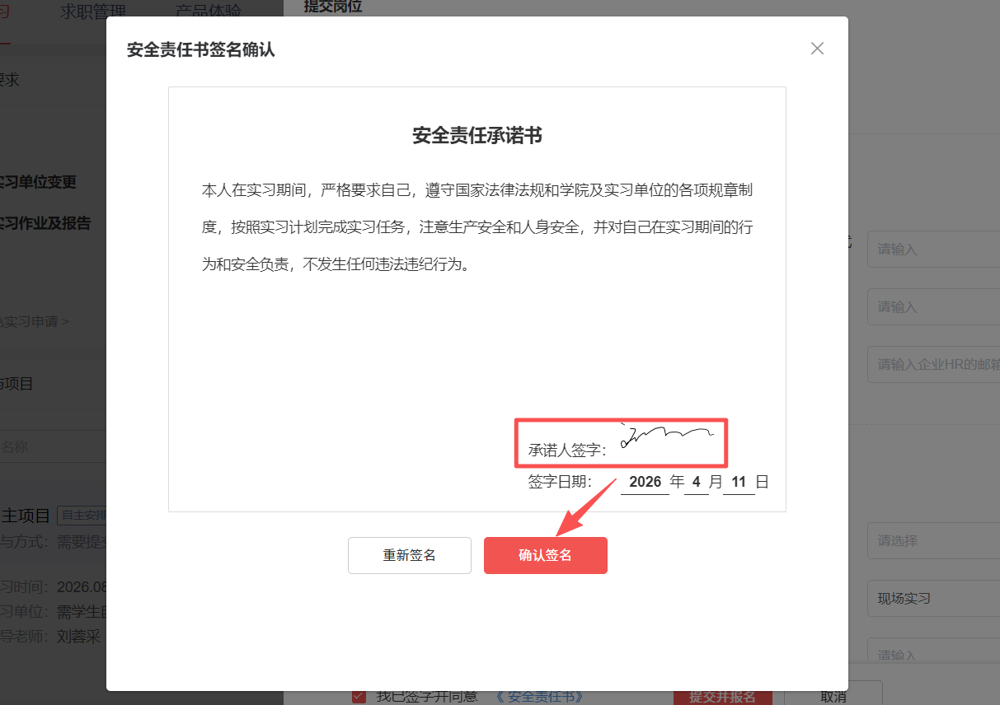 求职管理
产品体验
提交岗位
安全责任书签名确认
要求
安全责任承诺书
实习单位变更
本人在实习期间，严格要求自己，遵守国家法律法规和学院及实习单位的各项规章制
实习作业及报告
度，按照实习计划完成实习任务，注意生产安全和人身安全，并对自己在实习期间的行
请输入
为和安全负责，不发生任何违法违纪行为。
请输入
实习申请 >
请输入企业HR的邮箱
与项目
名称
承诺人签字：
签字日期： 2026 年 4 月 11 日
主项目 自主安排
与方式：需要提交
请选择
重新签名
确认签名
习时间：2026.08
现场实习
习单位：需学生自
导老师：刘蓉采
请输入
我已签字并同意 《安全责任书》
提交并报名
取消